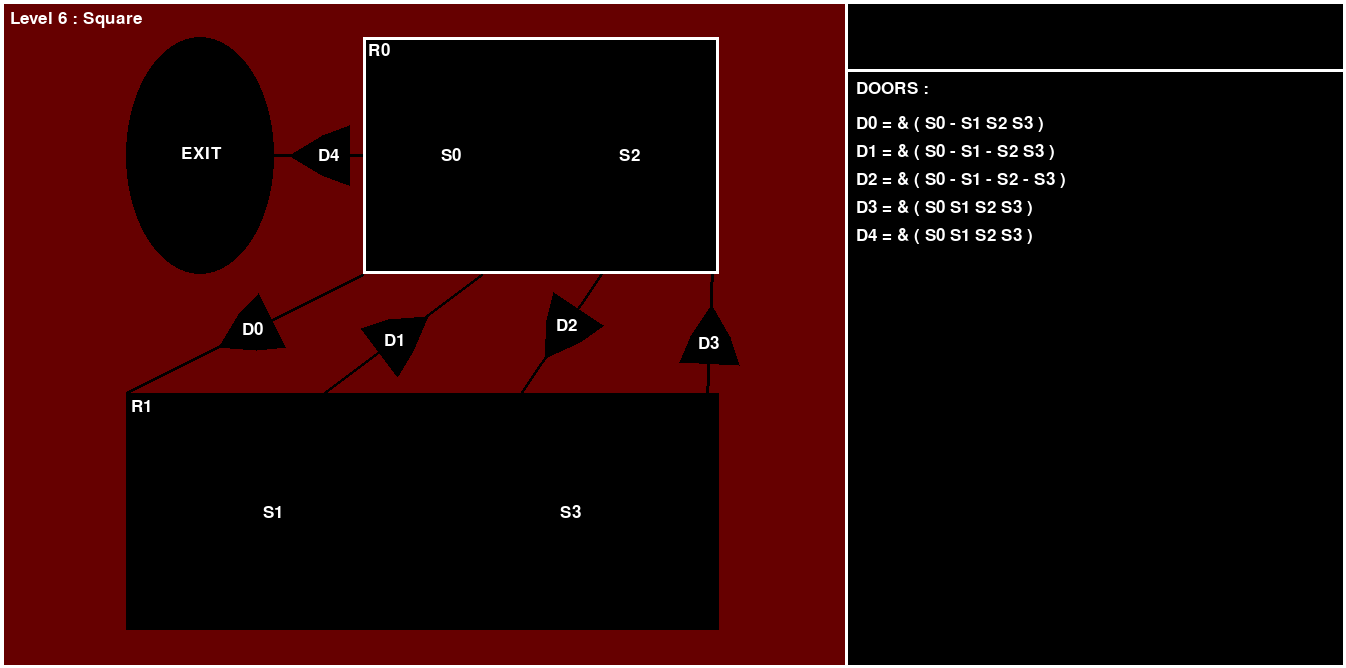 Level 6 : Square
R0
EXIT
D4
S0
S2
D0
D1
D2
D3
R1
S1
S3
DOORS :
D0 = & ( S0 - S1 S2 S3 )
D1 = & ( S0 - S1 - S2 S3 )
D2 = & ( S0 - S1 - S2 - S3 )
D3 = & ( S0 S1 S2 S3 )
D4 = & ( S0 S1 S2 S3 )